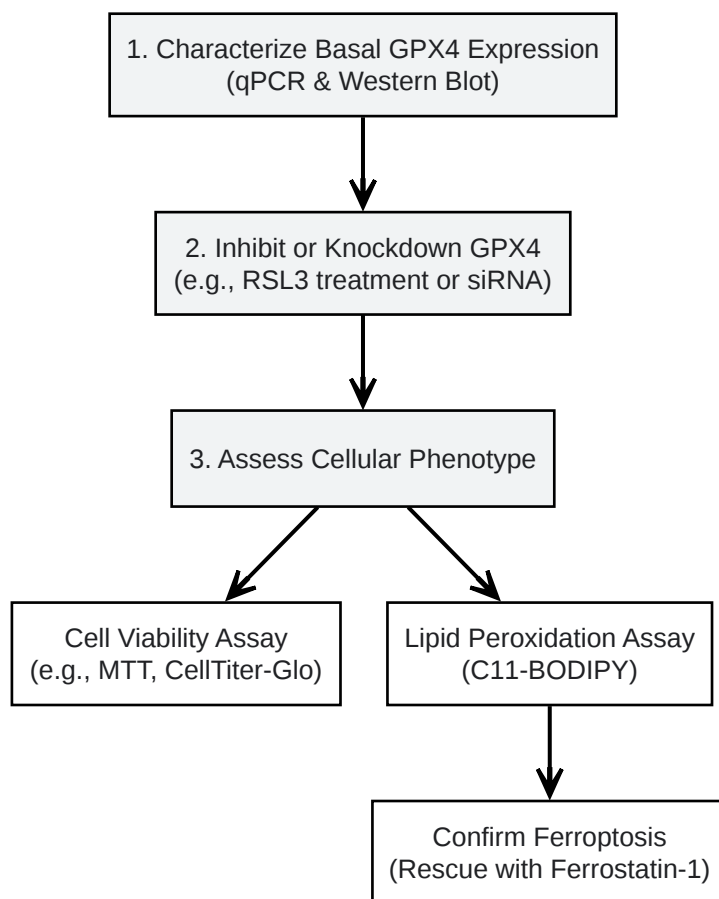 1. Characterize Basal GPX4 Expression
(qPCR & Western Blot)
2. Inhibit or Knockdown GPX4
(e.g., RSL3 treatment or siRNA)
3. Assess Cellular Phenotype
Cell Viability Assay
(e.g., MTT, CellTiter-Glo)
Lipid Peroxidation Assay
(C11-BODIPY)
Confirm Ferroptosis
(Rescue with Ferrostatin-1)